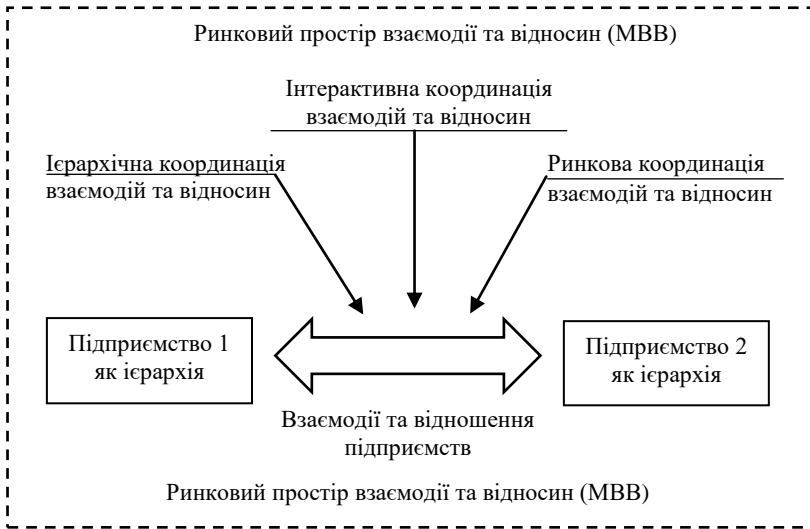 Ринковий простір взаємодії та відносин (МВВ)
Інтерактивна координація
взаємодій та відносин
Ієрархічна координація
взаємодій та відносин
Ринкова координація
взаємодій та відносин
Підприємство 1
як ієрархія
Підприємство 2
як ієрархія
Взаємодії та відношення
підприємств
Ринковий простір взаємодії та відносин (МВВ)